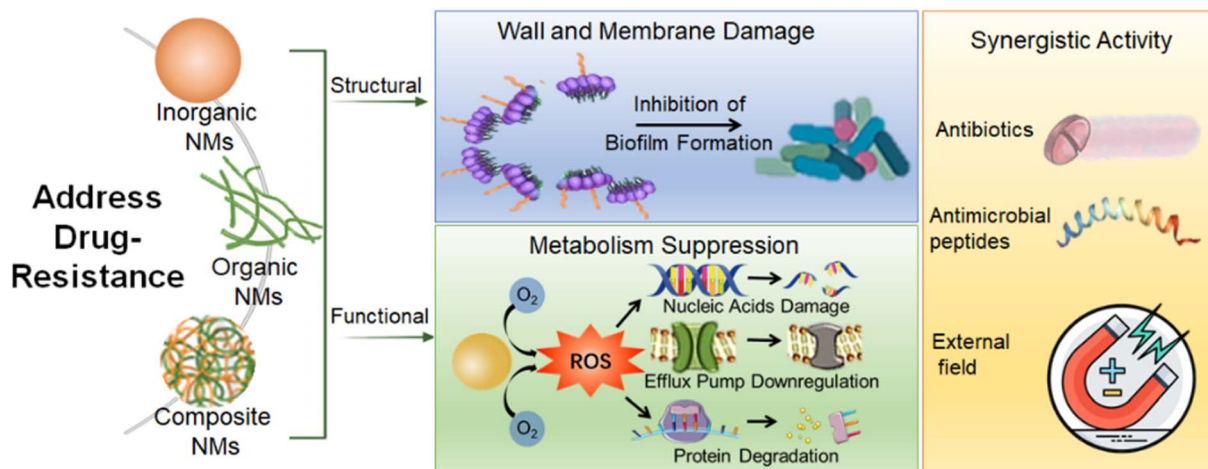 Address
Drug-
Resistance
Inorganic
NMs
Organic
NMs
Composite
NMs
Structural
Functional
Wall and Membrane Damage
Inhibition of
Biofilm Formation
Metabolism Suppression
O2
O2
ROS
Nucleic Acids Damage
Efflux Pump Downregulation
Protein Degradation
Synergistic Activity
Antibiotics
Antimicrobial
peptides
External
field